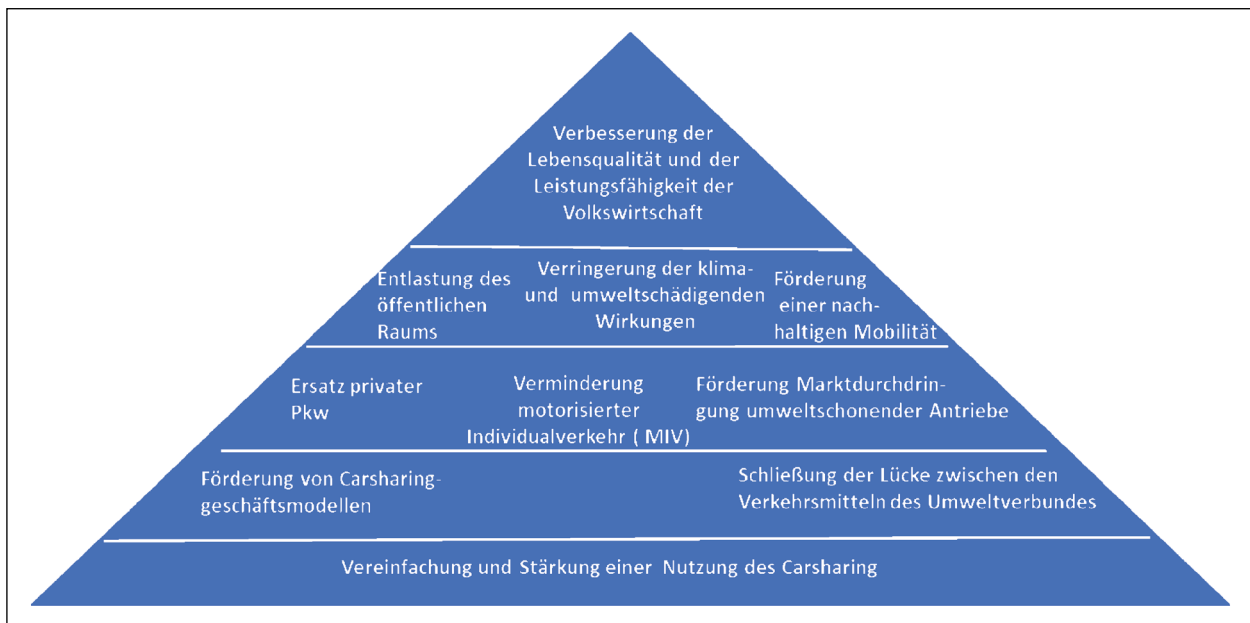 Verbesserung der
Lebensqualität und der
Leistungsfähigkeit der
Volkswirtschaft
Entlastung des
öffentlichen
Raums
Verringerung der klima-
und umweltschädigenden
Wirkungen
Förderung
einer nach-
haltigen Mobilität
Ersatz privater
Pkw
Verminderung
motorisierter
Individualverkehr ( MIV)
Förderung Marktdurchdrin-
gung umweltschonender Antriebe
Förderung von Carsharing-
geschäftsmodellen
Schließung der Lücke zwischen den
Verkehrsmitteln des Umweltverbundes
Vereinfachung und Stärkung einer Nutzung des Carsharing